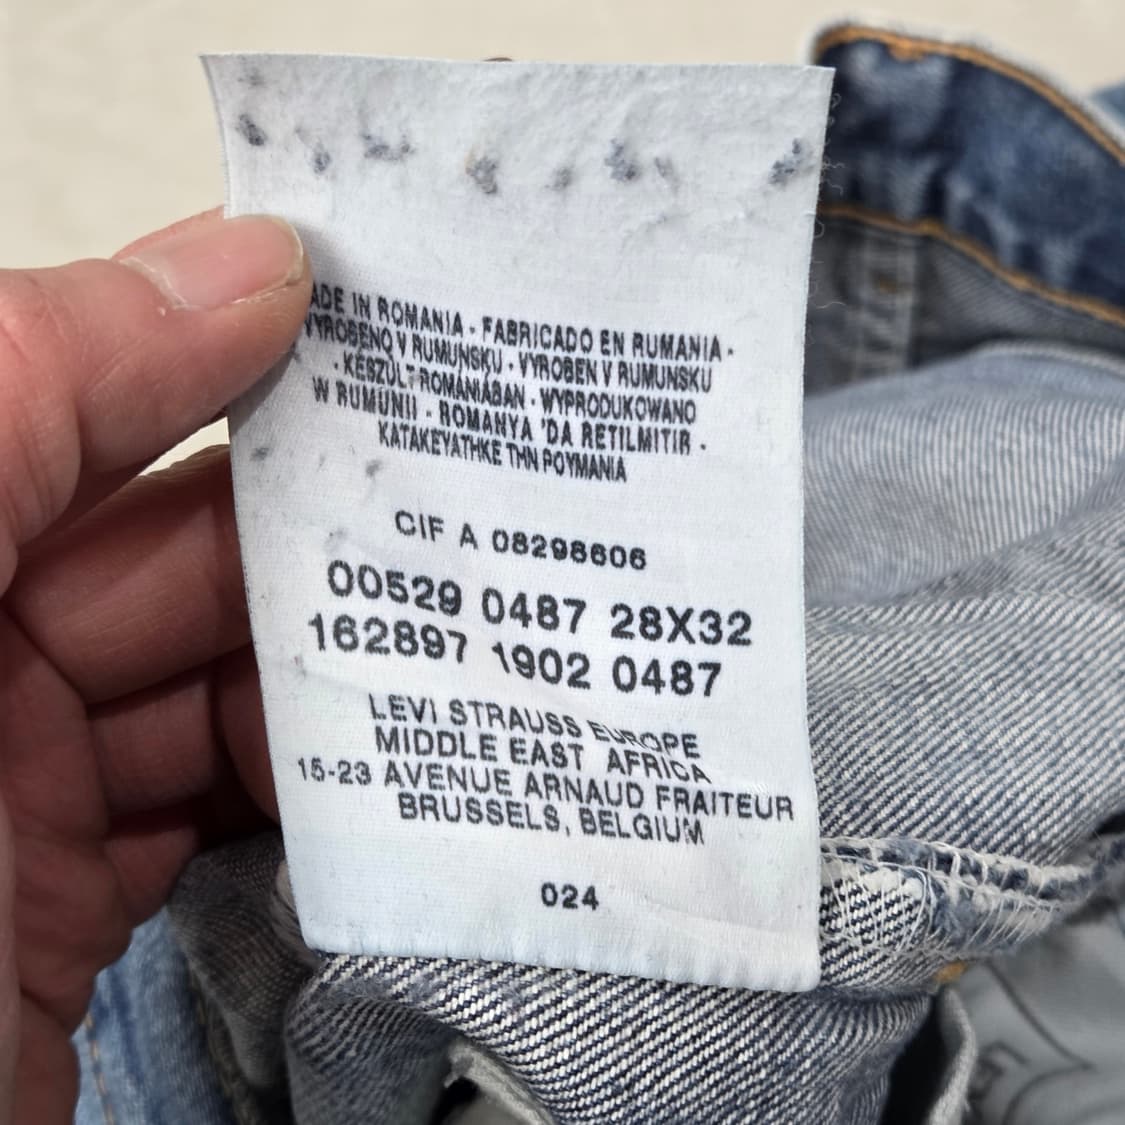 ADE IN ROMANIA - FABRICADO EN RUMANIA -
VYROBENO V RUMUNSKU - VYROBEN V RUMUNSKU
- KÉSZÜLT ROMANIÁBAN - WYPRODUKOWANO
W RUMUNII - ROMANYA 'DA RETILMITIR -
KATAKEYATHKE THN POYMANIA
CIF A 08298606
00529 0487 28X32
162897 1902 0487
LEVI STRAUSS EUROPE
MIDDLE EAST AFRICA
15-23 AVENUE ARNAUD FRAITEUR
BRUSSELS, BELGIUM
024